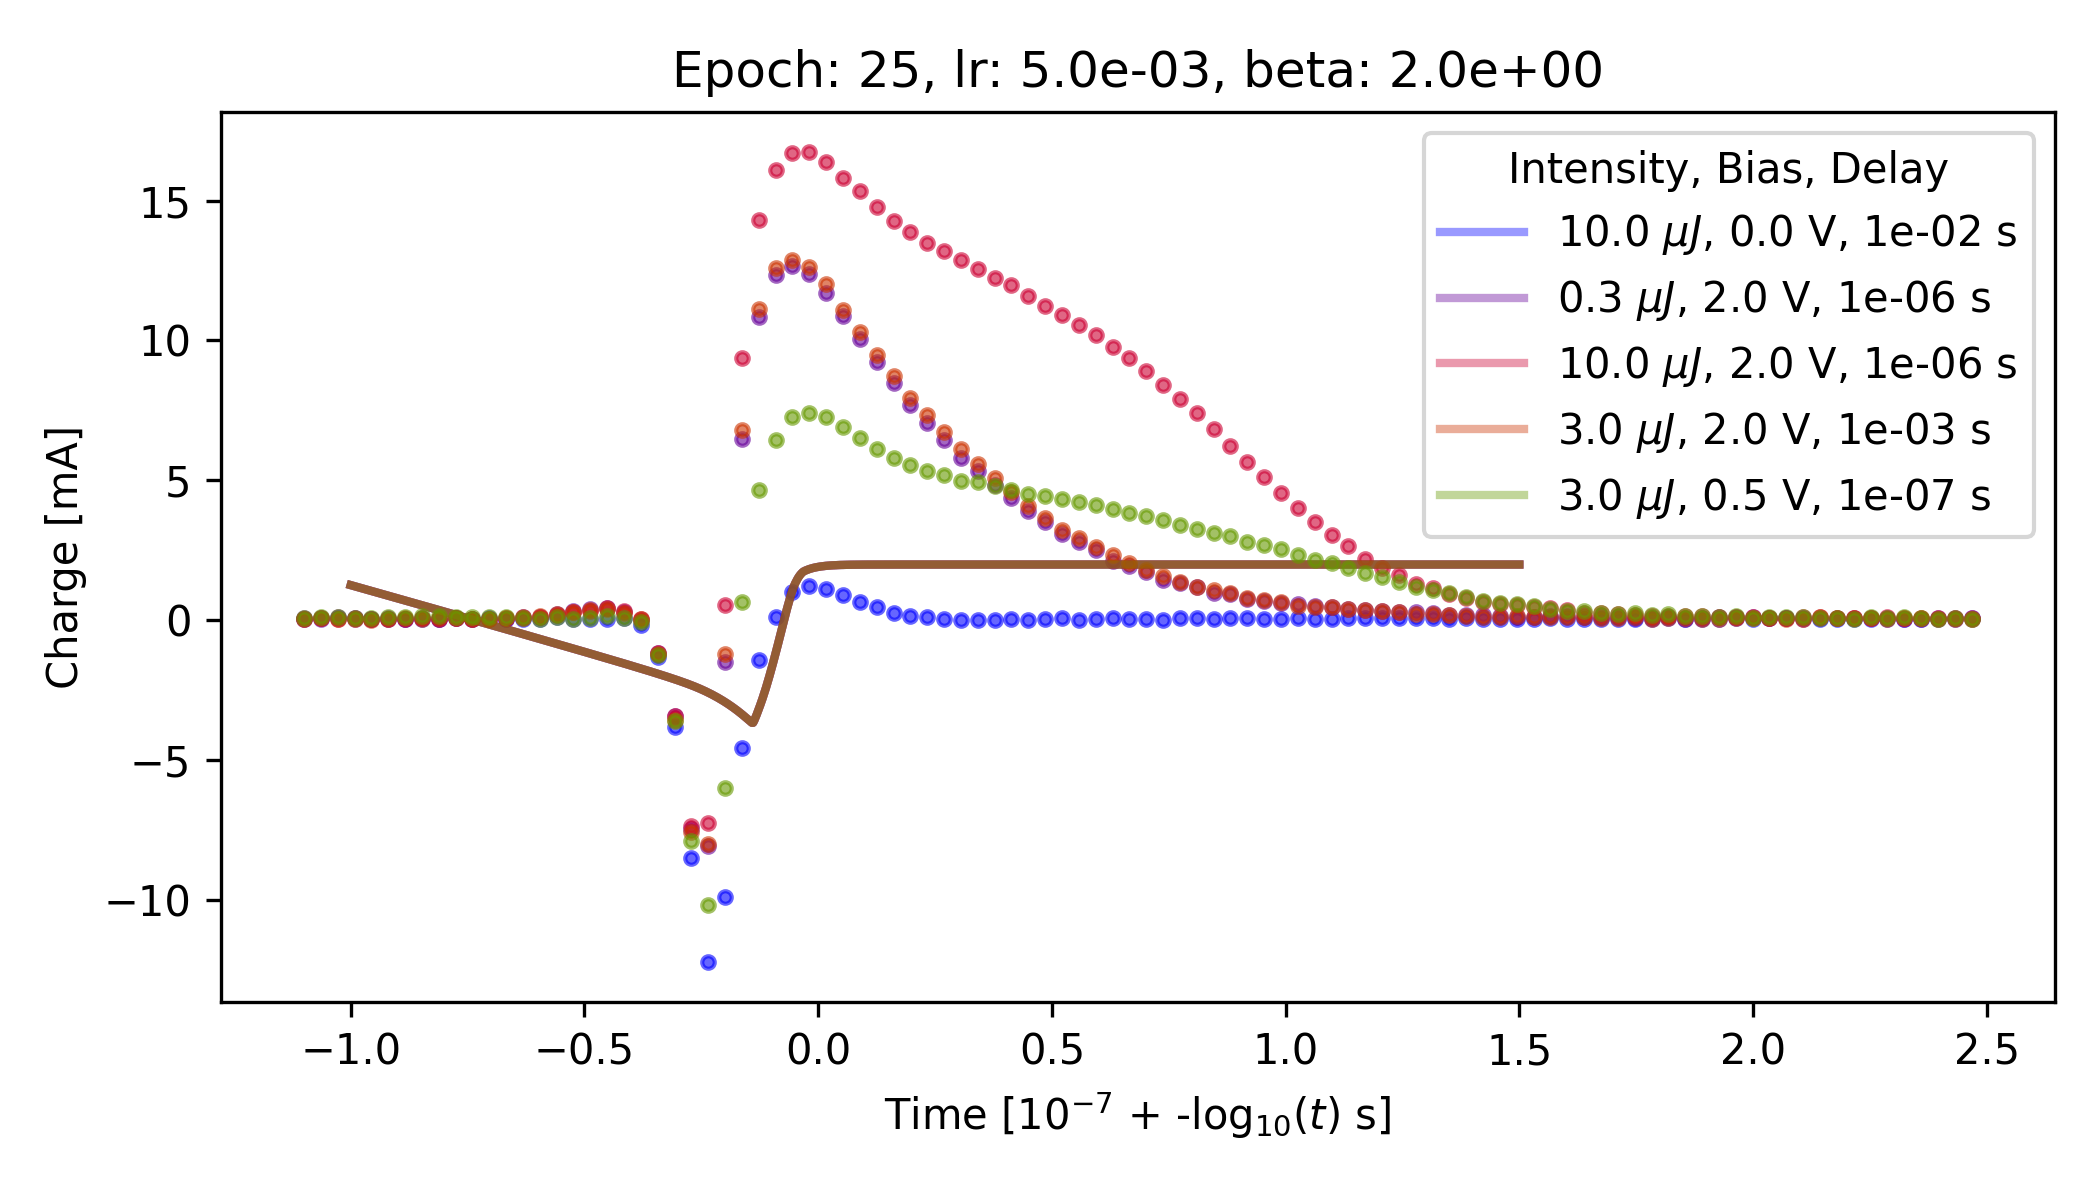 Epoch: 25, lr: 5.0e-03, beta: 2.0e+00
Charge [mA]
15
10
5
0
−5
−10
Intensity, Bias, Delay
10.0 μJ, 0.0 V, 1e-02 s
0.3 μJ, 2.0 V, 1e-06 s
10.0 μJ, 2.0 V, 1e-06 s
3.0 μJ, 2.0 V, 1e-03 s
3.0 μJ, 0.5 V, 1e-07 s
−1.0 −0.5 0.0 0.5 1.0 1.5 2.0 2.5
Time [10⁻⁷ + -log₁₀(t) s]